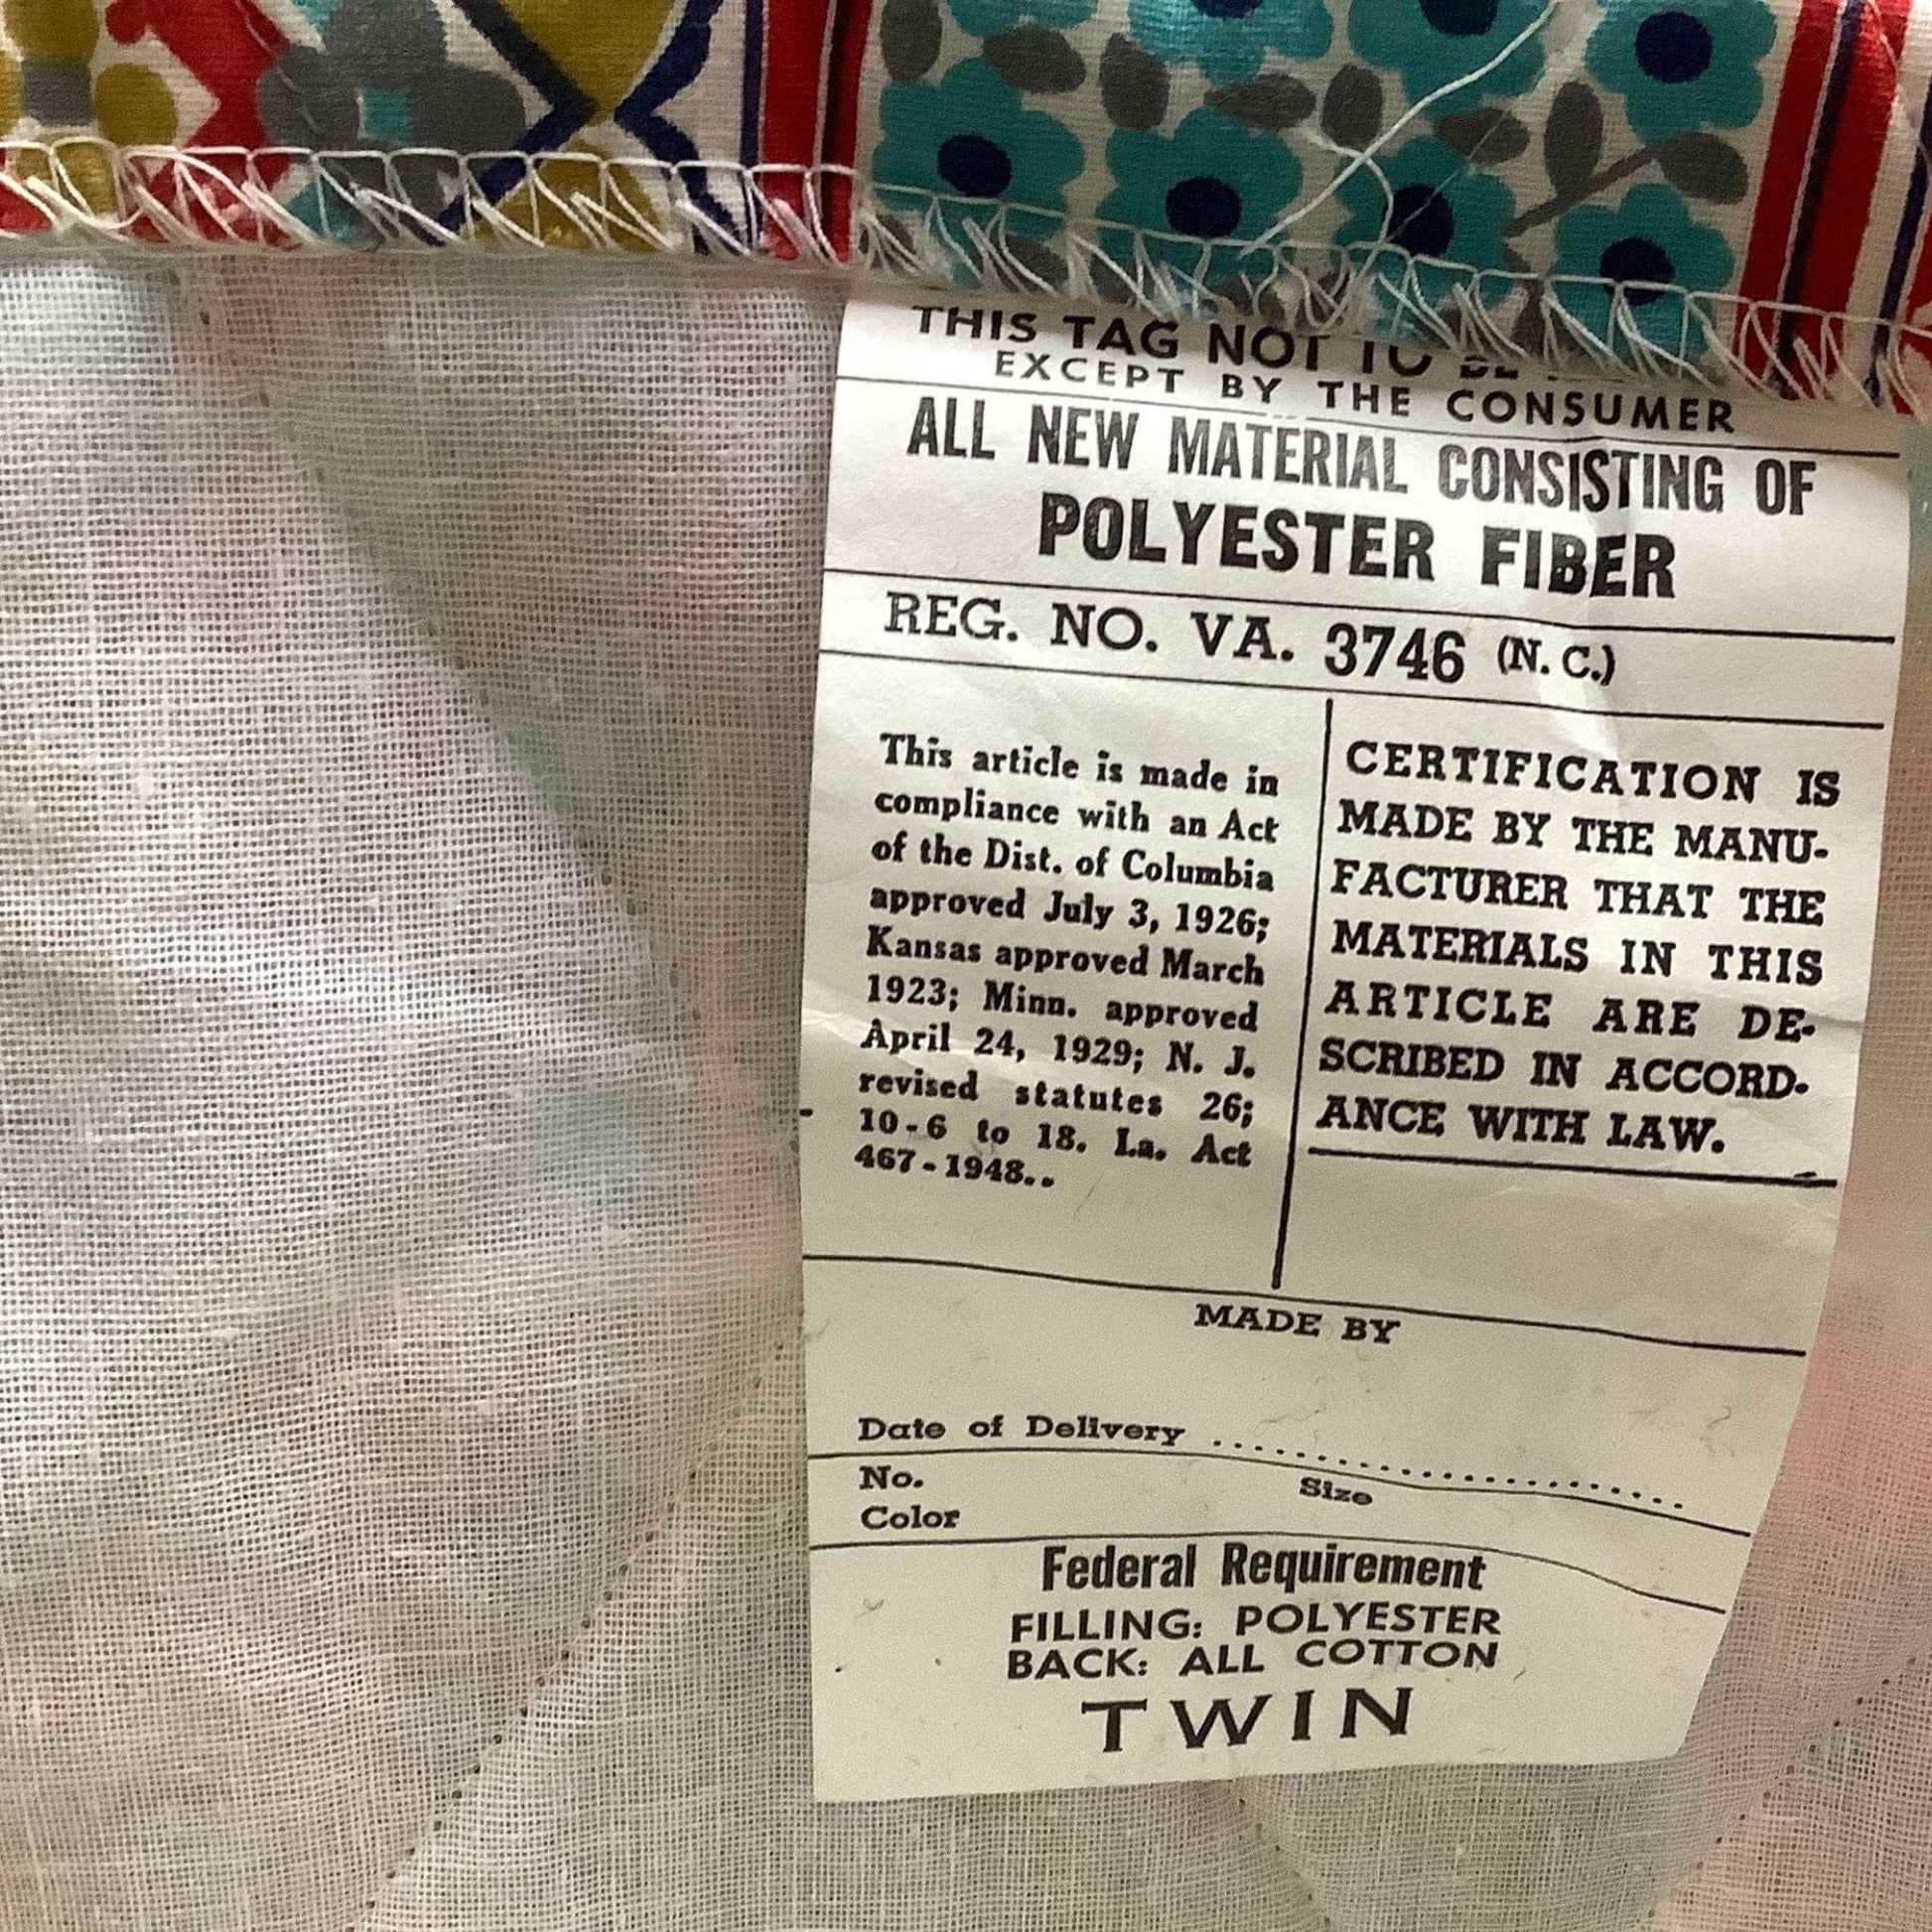 THIS TAG NOT TO BE
EXCEPT BY THE CONSUMER
ALL NEW MATERIAL CONSISTING OF
POLYESTER FIBER
REG. NO. VA. 3746 (N. C.)
This article is made in
compliance with an Act
of the Dist. of Columbia
approved July 3, 1926;
Kansas approved March
1923; Minn. approved
April 24, 1929; N. J.
revised statutes 26;
10-6 to 18. La. Act
467-1948..
CERTIFICATION IS
MADE BY THE MANU-
FACTURER THAT THE
MATERIALS IN THIS
ARTICLE ARE DE-
SCRIBED IN ACCORD-
ANCE WITH LAW.
MADE BY
Date of Delivery ..............................
No. Size
Color
Federal Requirement
FILLING: POLYESTER
BACK: ALL COTTON
TWIN